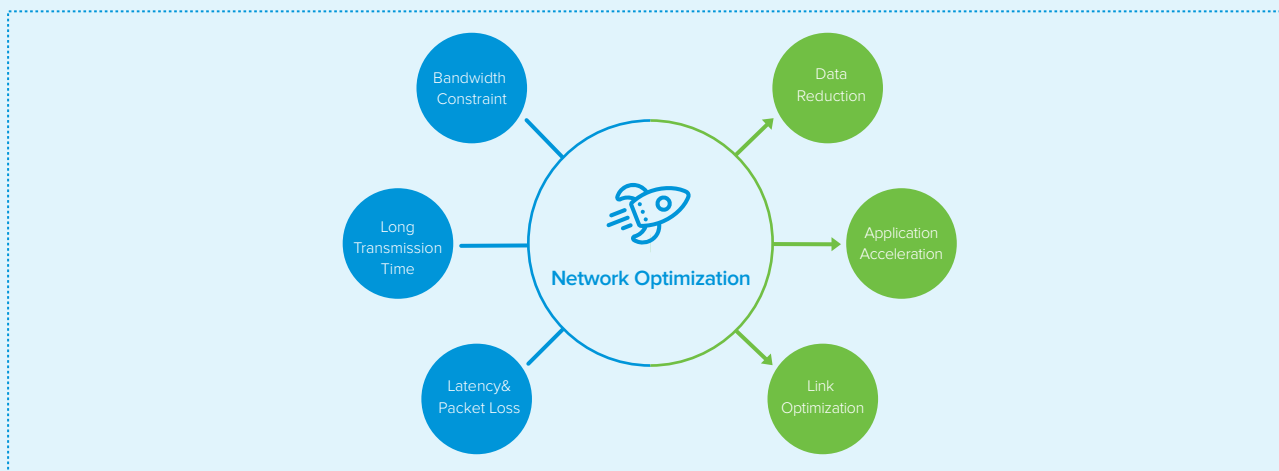 Bandwidth
Constraint
Data
Reduction
Long
Transmission
Time
Network Optimization
Application
Acceleration
Latency&
Packet Loss
Link
Optimization